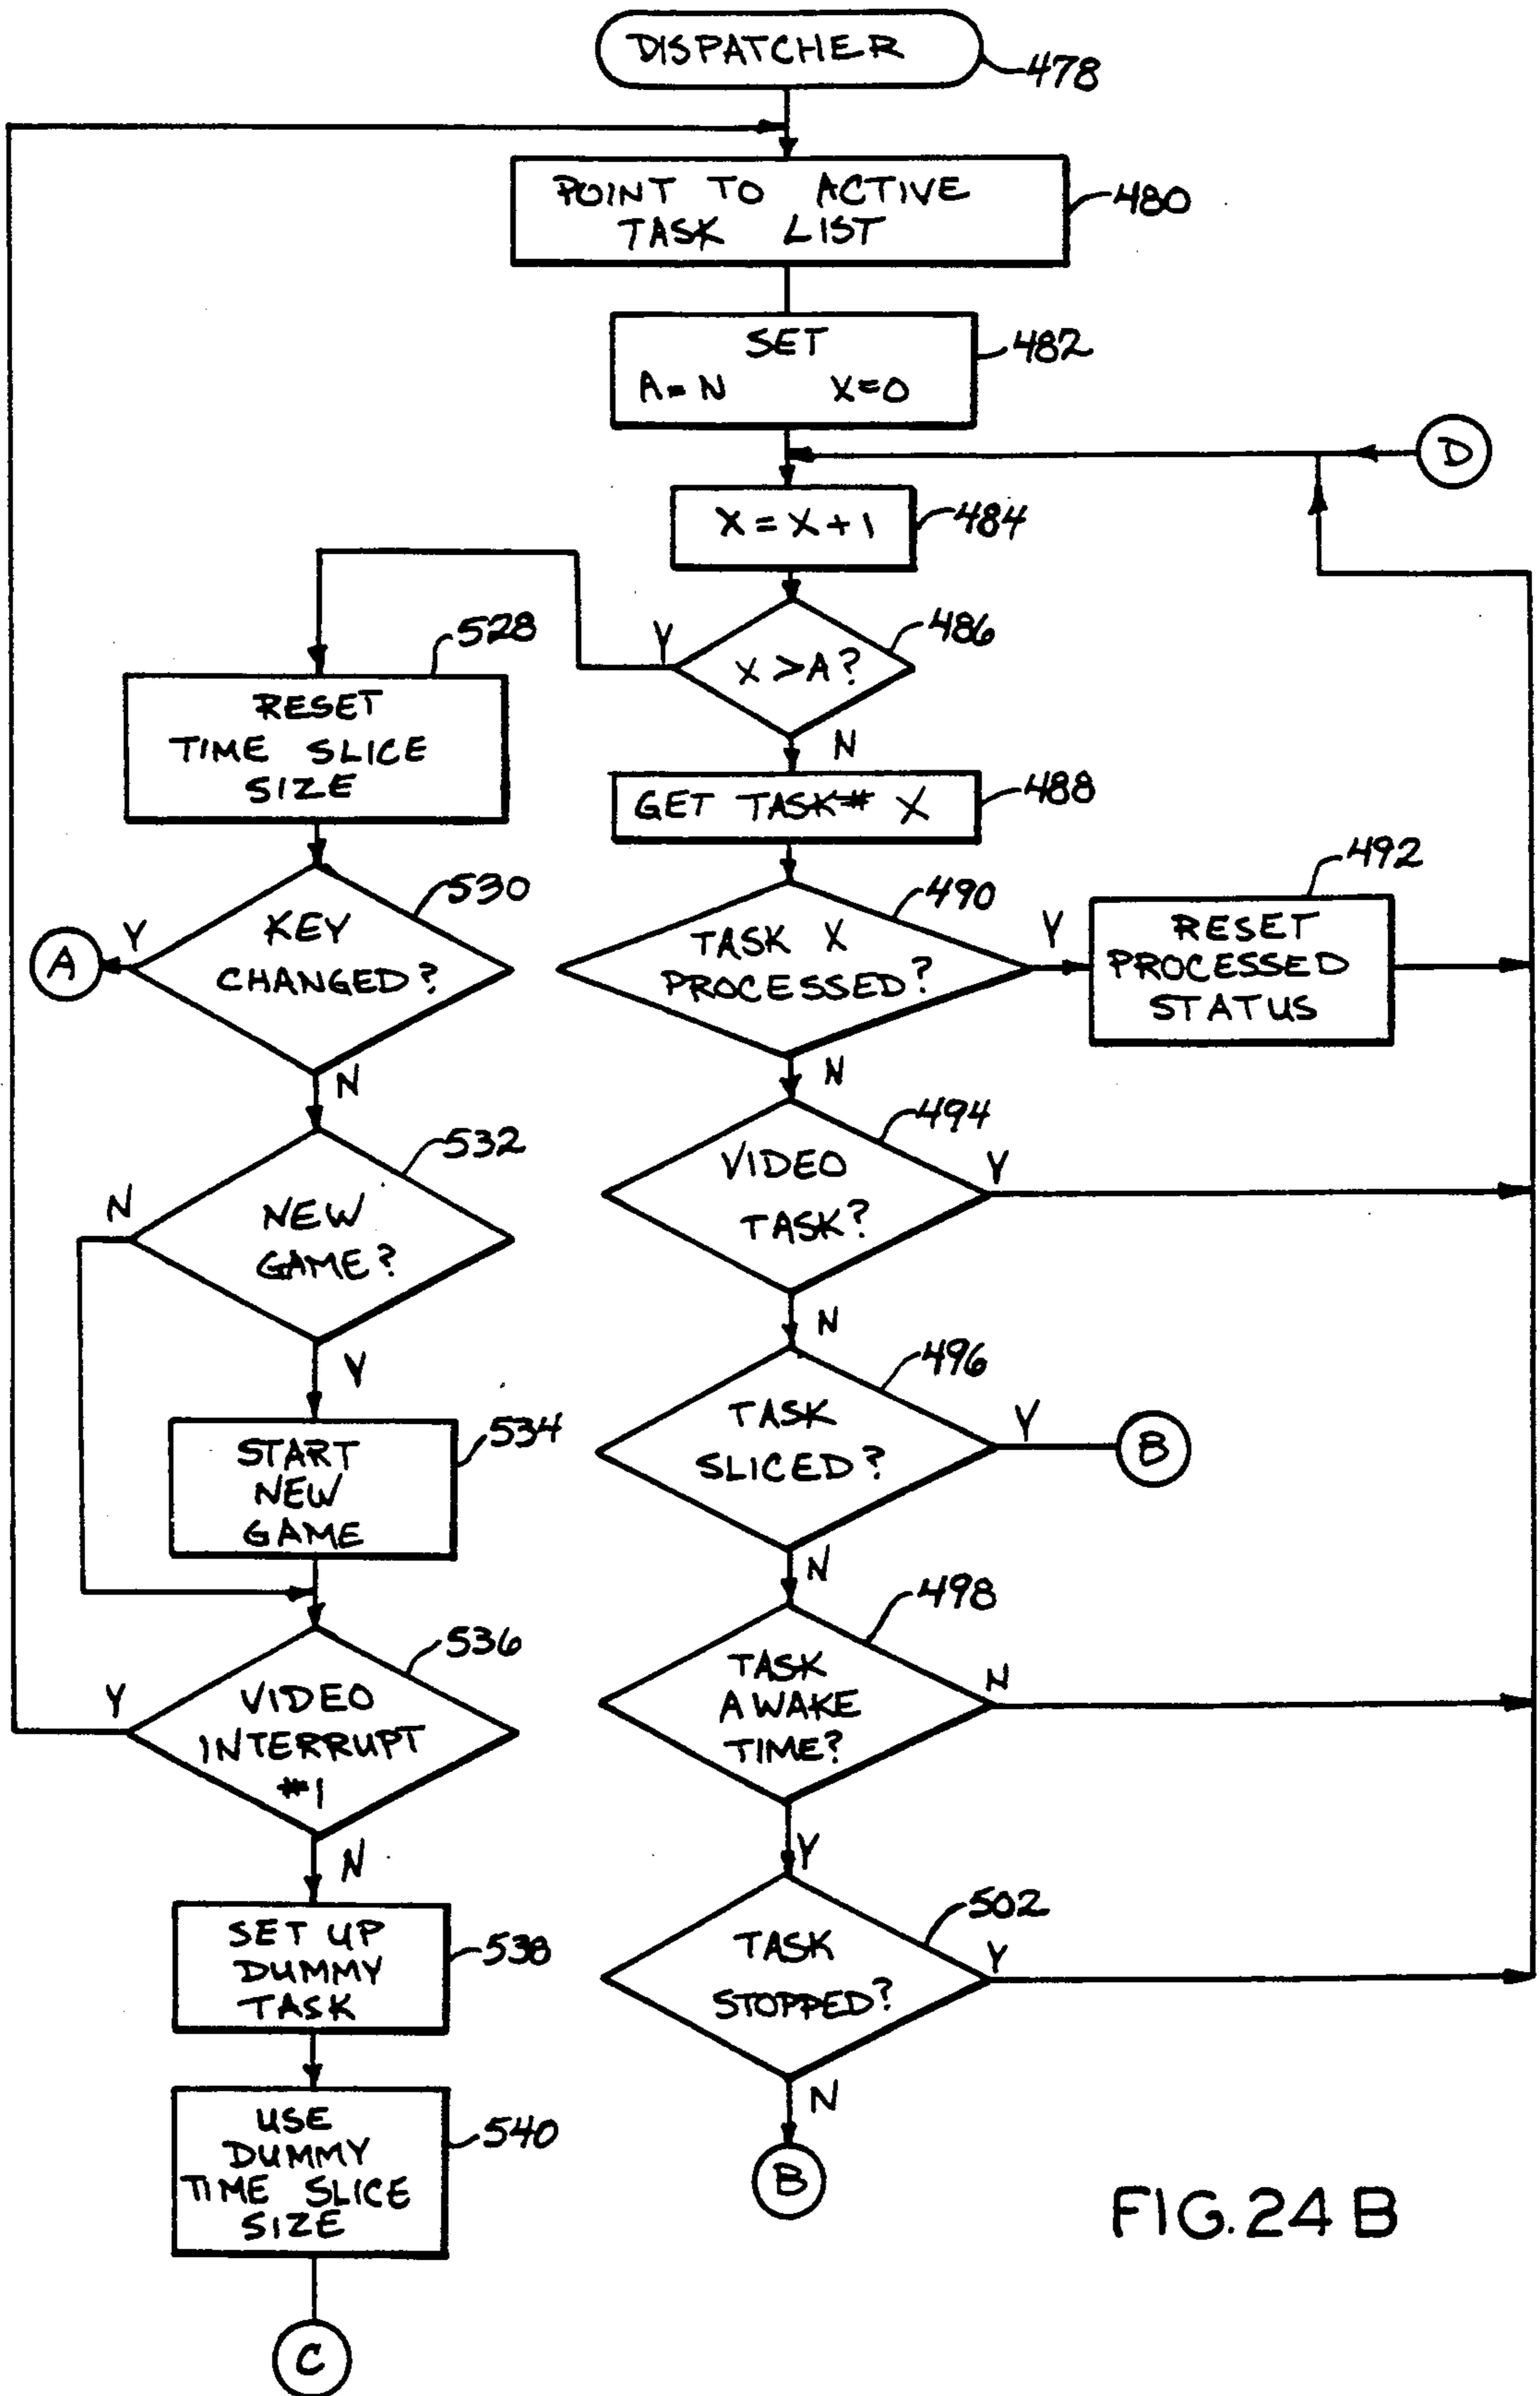 DISPATCHER
478
POINT TO ACTIVE
TASK LIST
480
SET
A=N X=0
482
D
X=X+1
484
X>A?
486
Y
N
RESET
TIME SLICE
SIZE
528
GET TASK# X
488
KEY
CHANGED?
530
Y
A
N
TASK X
PROCESSED?
490
Y
N
RESET
PROCESSED
STATUS
492
NEW
GAME?
532
N
Y
VIDEO
TASK?
494
Y
N
START
NEW
GAME
534
TASK
SLICED?
496
Y
B
N
VIDEO
INTERRUPT
#1
536
Y
N
TASK
AWAKE
TIME?
498
N
Y
SET UP
DUMMY
TASK
538
TASK
STOPPED?
502
Y
N
B
USE
DUMMY
TIME SLICE
SIZE
540
C
FIG. 24 B